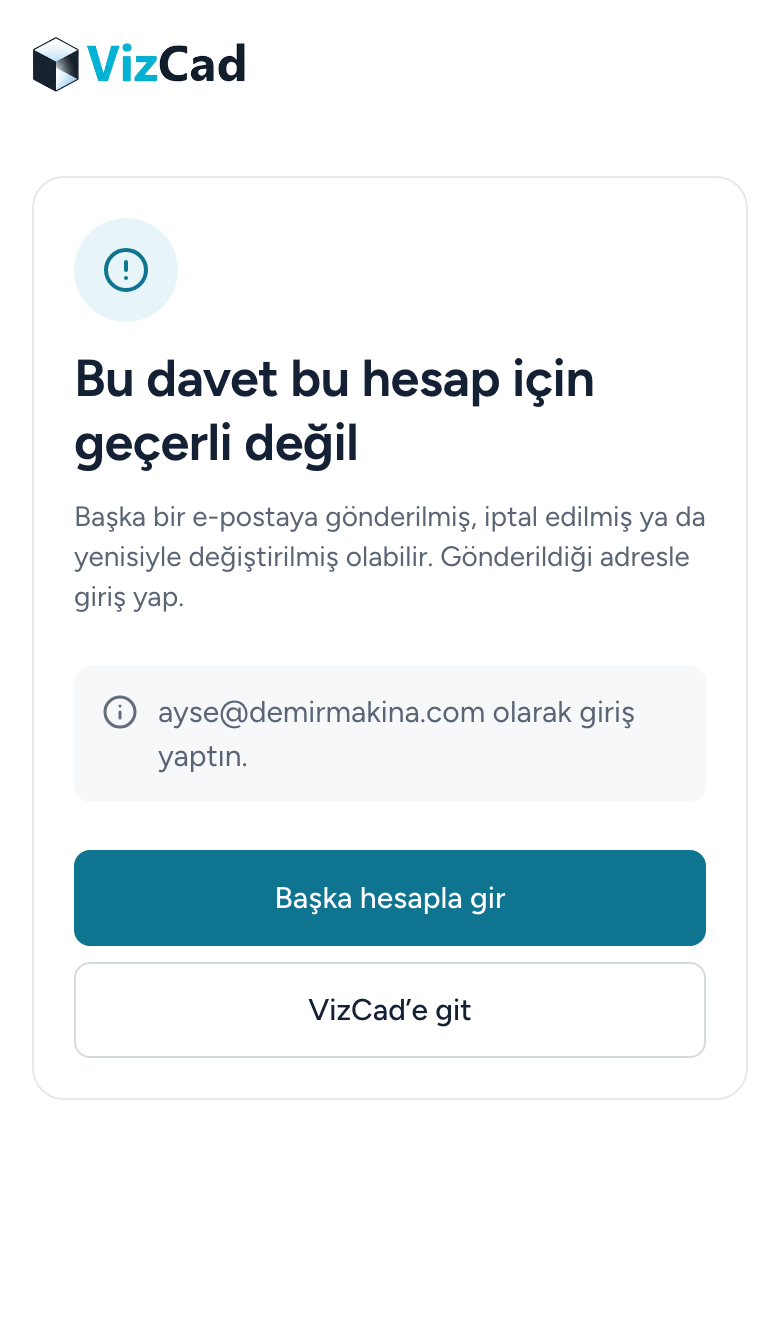 VizCad
Bu davet bu hesap için
geçerli değil
Başka bir e-postaya gönderilmiş, iptal edilmiş ya da
yenisiyle değiştirilmiş olabilir. Gönderildiği adresle
giriş yap.
ayse@demirmakina.com olarak giriş
yaptın.
Başka hesapla gir
VizCad’e git